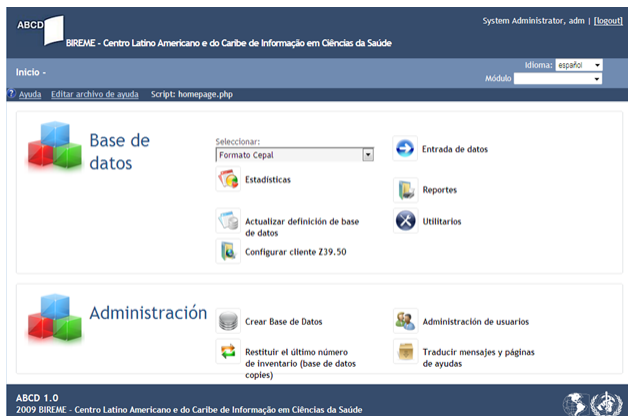 ABCD
System Administrator, adm | [logout]
BIREME - Centro Latino Americano e do Caribe de Informação em Ciências da Saúde
Inicio -
Idioma: español
Módulo
? Ayuda Editar archivo de ayuda Script: homepage.php
Base de
datos
Seleccionar:
Formato Cepal
Estadísticas
Actualizar definición de base
de datos
Configurar cliente Z39.50
Entrada de datos
Reportes
Utilitarios
Administración
Crear Base de Datos
Restituir el último número
de inventario (base de datos
copies)
Administración de usuarios
Traducir mensajes y páginas
de ayudas
ABCD 1.0
2009 BIREME - Centro Latino Americano e do Caribe de Informação em Ciências da Saúde